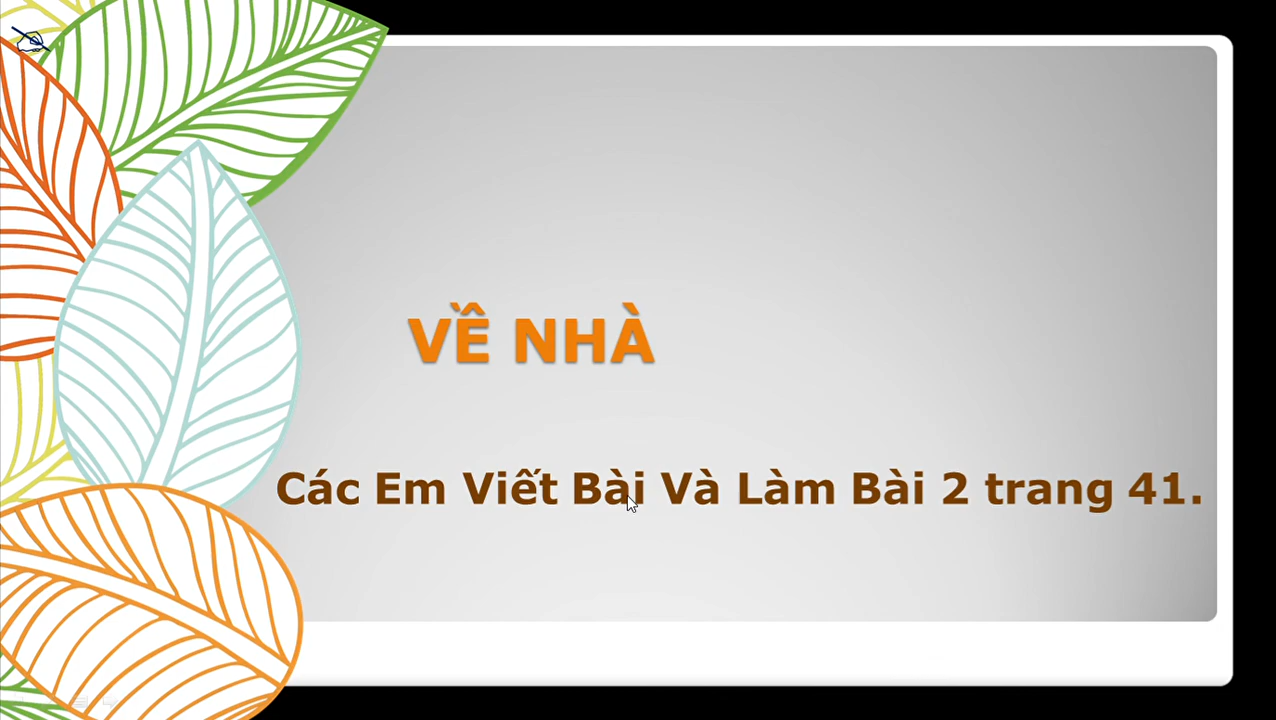 VỀ NHÀ
Các Em Viết Bài Và Làm Bài 2 trang 41.